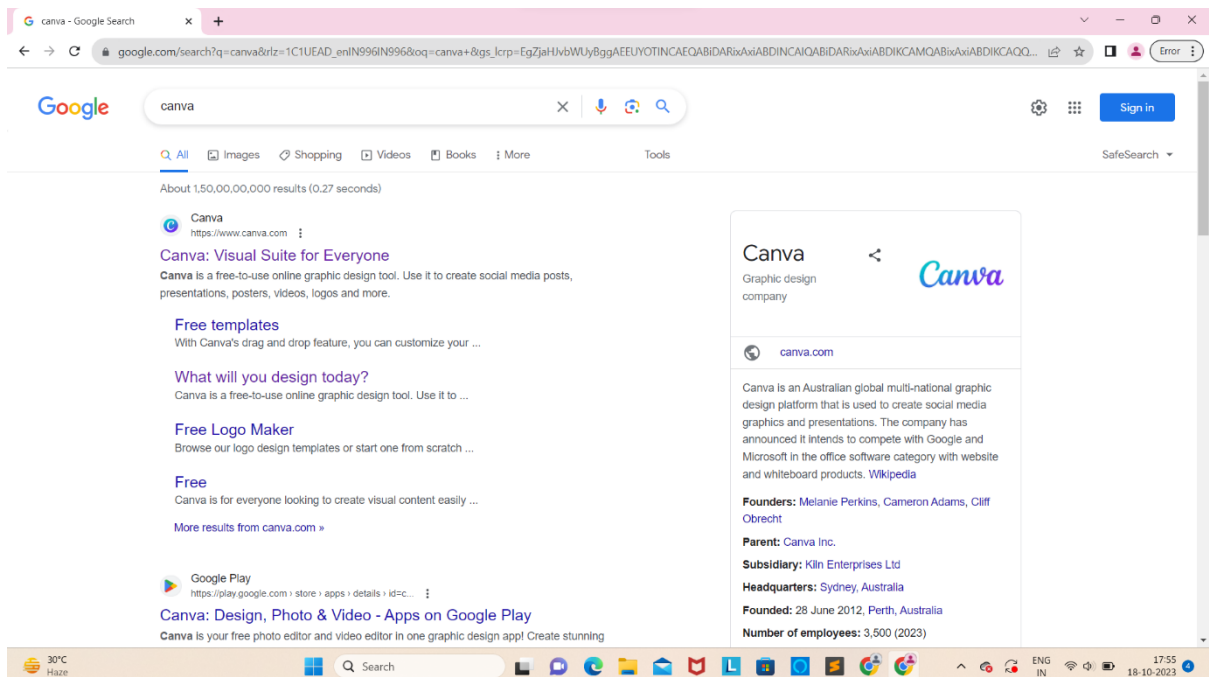 canva - Google Search
google.com/search?q=canva&rlz=1C1UEAD_enIN996IN996&oq=canva+&gs_lcrp=EgZjaHJvbWUyBggAEEUYOTINCAEQABiDARixAxiABDINCAIQABiDARixAxiABDIKCAMQABixAxiABDIKCAQQ...
Error
Google
canva
Sign in
All Images Shopping Videos Books More Tools SafeSearch
About 1,50,00,00,000 results (0.27 seconds)
Canva
https://www.canva.com
Canva: Visual Suite for Everyone
Canva is a free-to-use online graphic design tool. Use it to create social media posts,
presentations, posters, videos, logos and more.
Free templates
With Canva's drag and drop feature, you can customize your ...
What will you design today?
Canva is a free-to-use online graphic design tool. Use it to ...
Free Logo Maker
Browse our logo design templates or start one from scratch ...
Free
Canva is for everyone looking to create visual content easily ...
More results from canva.com »
Google Play
https://play.google.com › store › apps › details › id=c...
Canva: Design, Photo & Video - Apps on Google Play
Canva is your free photo editor and video editor in one graphic design app! Create stunning
Canva
Graphic design
company
Canva
canva.com
Canva is an Australian global multi-national graphic
design platform that is used to create social media
graphics and presentations. The company has
announced it intends to compete with Google and
Microsoft in the office software category with website
and whiteboard products. Wikipedia
Founders: Melanie Perkins, Cameron Adams, Cliff
Obrecht
Parent: Canva Inc.
Subsidiary: Kiln Enterprises Ltd
Headquarters: Sydney, Australia
Founded: 28 June 2012, Perth, Australia
Number of employees: 3,500 (2023)
30°C
Haze
Search
ENG
IN
17:55
18-10-2023
4